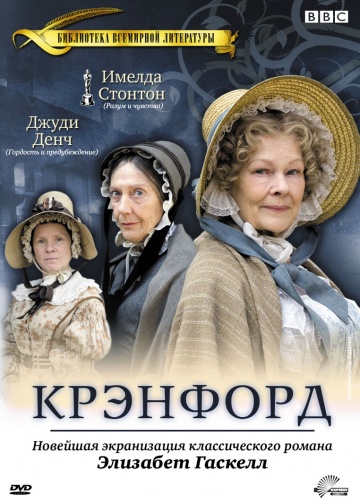 БИБЛИОТЕКА ВСЕМИРНОЙ ЛИТЕРАТУРЫ
BBC
Имелда
Стонтон
(Разум и чувства)
Джуди
Денч
(Гордость и предубеждение)
КРЭНФОРД
Новейшая экранизация классического романа
Элизабет Гаскелл
DVD